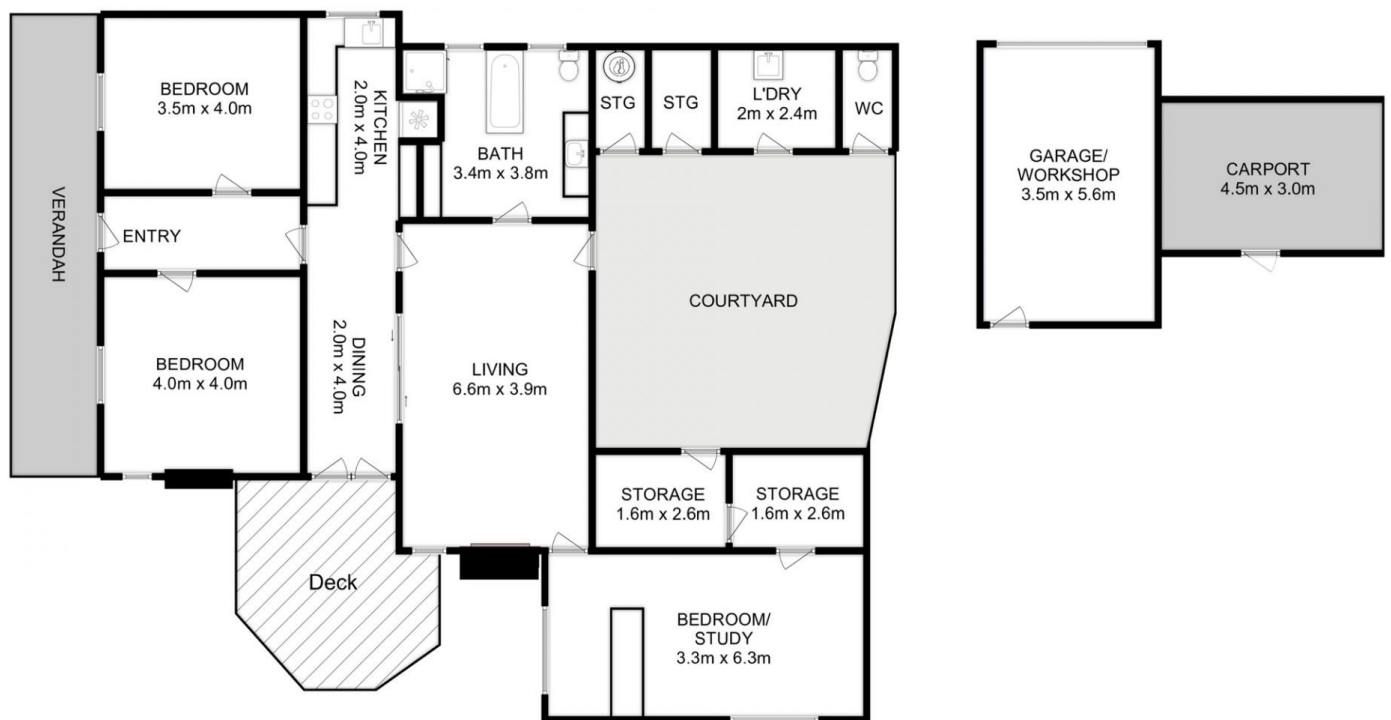 BEDROOM
3.5m x 4.0m
KITCHEN
2.0m x 4.0m
BATH
3.4m x 3.8m
STG
STG
L'DRY
2m x 2.4m
WC
VERANDAH
ENTRY
BEDROOM
4.0m x 4.0m
DINING
2.0m x 4.0m
LIVING
6.6m x 3.9m
COURTYARD
STORAGE
1.6m x 2.6m
STORAGE
1.6m x 2.6m
Deck
BEDROOM/
STUDY
3.3m x 6.3m
GARAGE/
WORKSHOP
3.5m x 5.6m
CARPORT
4.5m x 3.0m